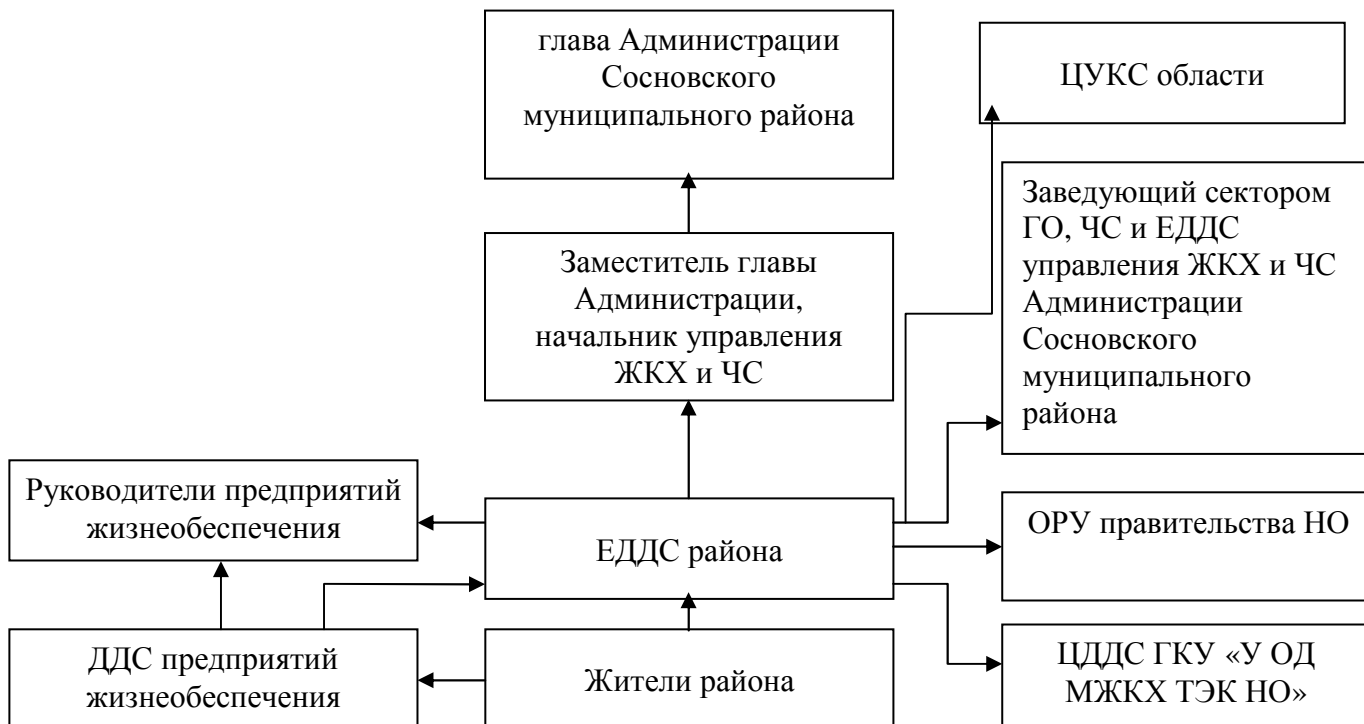 глава Администрации
Сосновского
муниципального района
ЦУКС области
Заведующий сектором
ГО, ЧС и ЕДДС
управления ЖКХ и ЧС
Администрации
Сосновского
муниципального
района
Заместитель главы
Администрации,
начальник управления
ЖКХ и ЧС
Руководители предприятий
жизнеобеспечения
ЕДДС района
ОРУ правительства НО
ДДС предприятий
жизнеобеспечения
Жители района
ЦДДС ГКУ «У ОД
МЖКХ ТЭК НО»